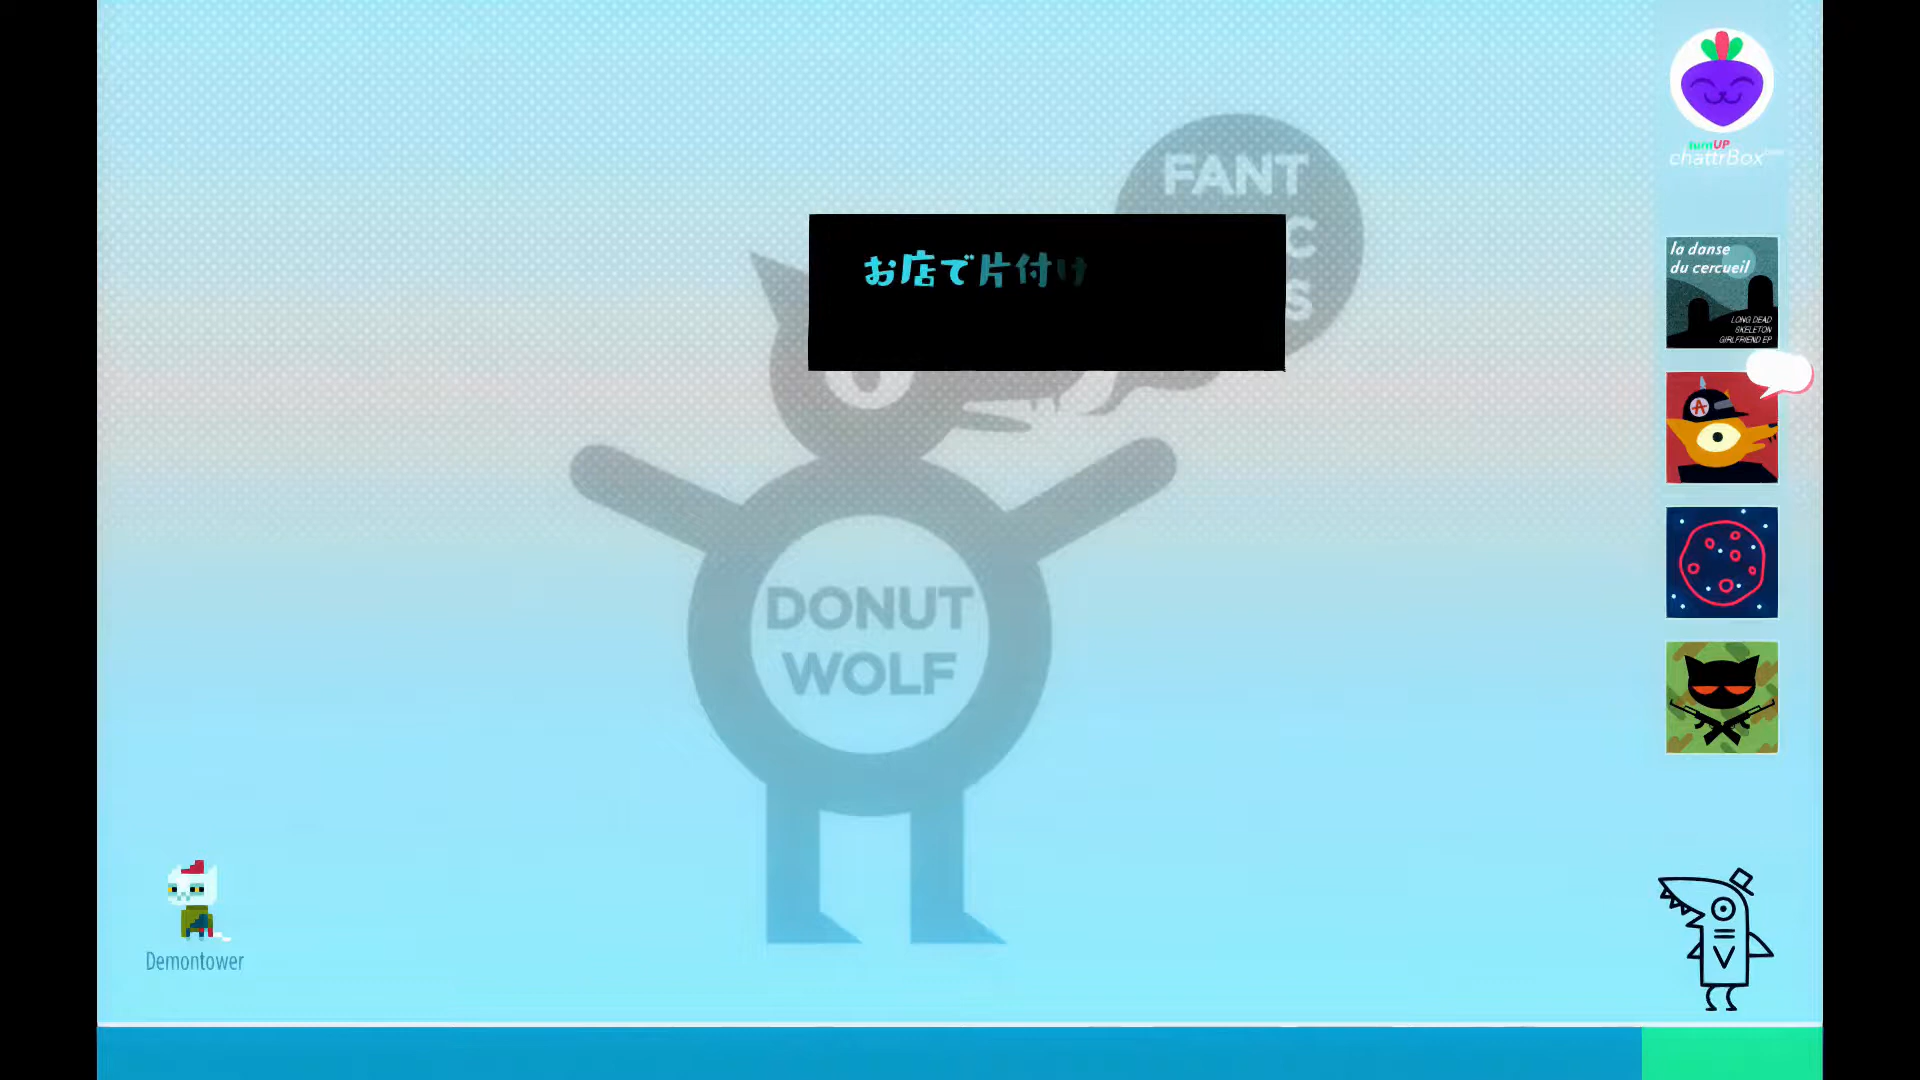 FANT
C
S
お店で片付け
DONUT
WOLF
turnUP
chattrBox
la danse
du cercueil
LONG DEAD
SKELETON
GIRLFRIEND EP
A
Demontower